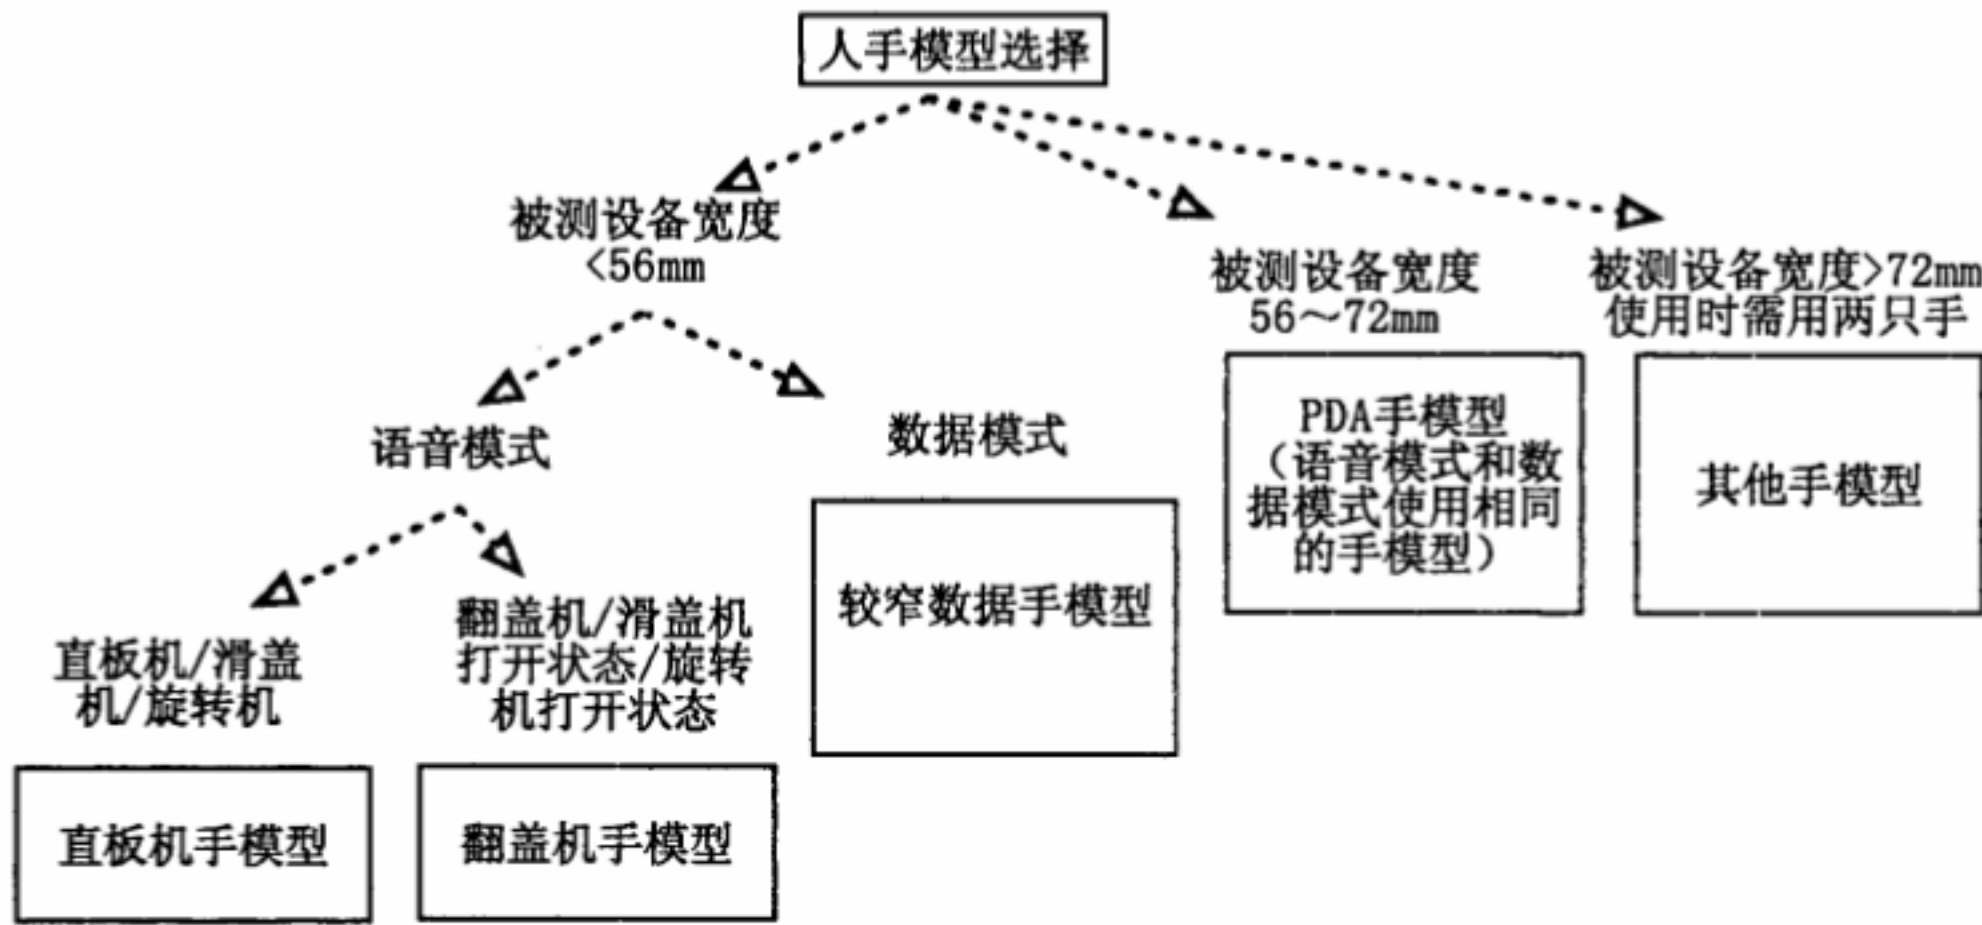 人手模型选择
被测设备宽度
<56mm
被测设备宽度
56～72mm
被测设备宽度>72mm
使用时需用两只手
语音模式
数据模式
PDA手模型
（语音模式和数
据模式使用相同
的手模型）
其他手模型
直板机/滑盖
机/旋转机
翻盖机/滑盖机
打开状态/旋转
机打开状态
较窄数据手模型
直板机手模型
翻盖机手模型